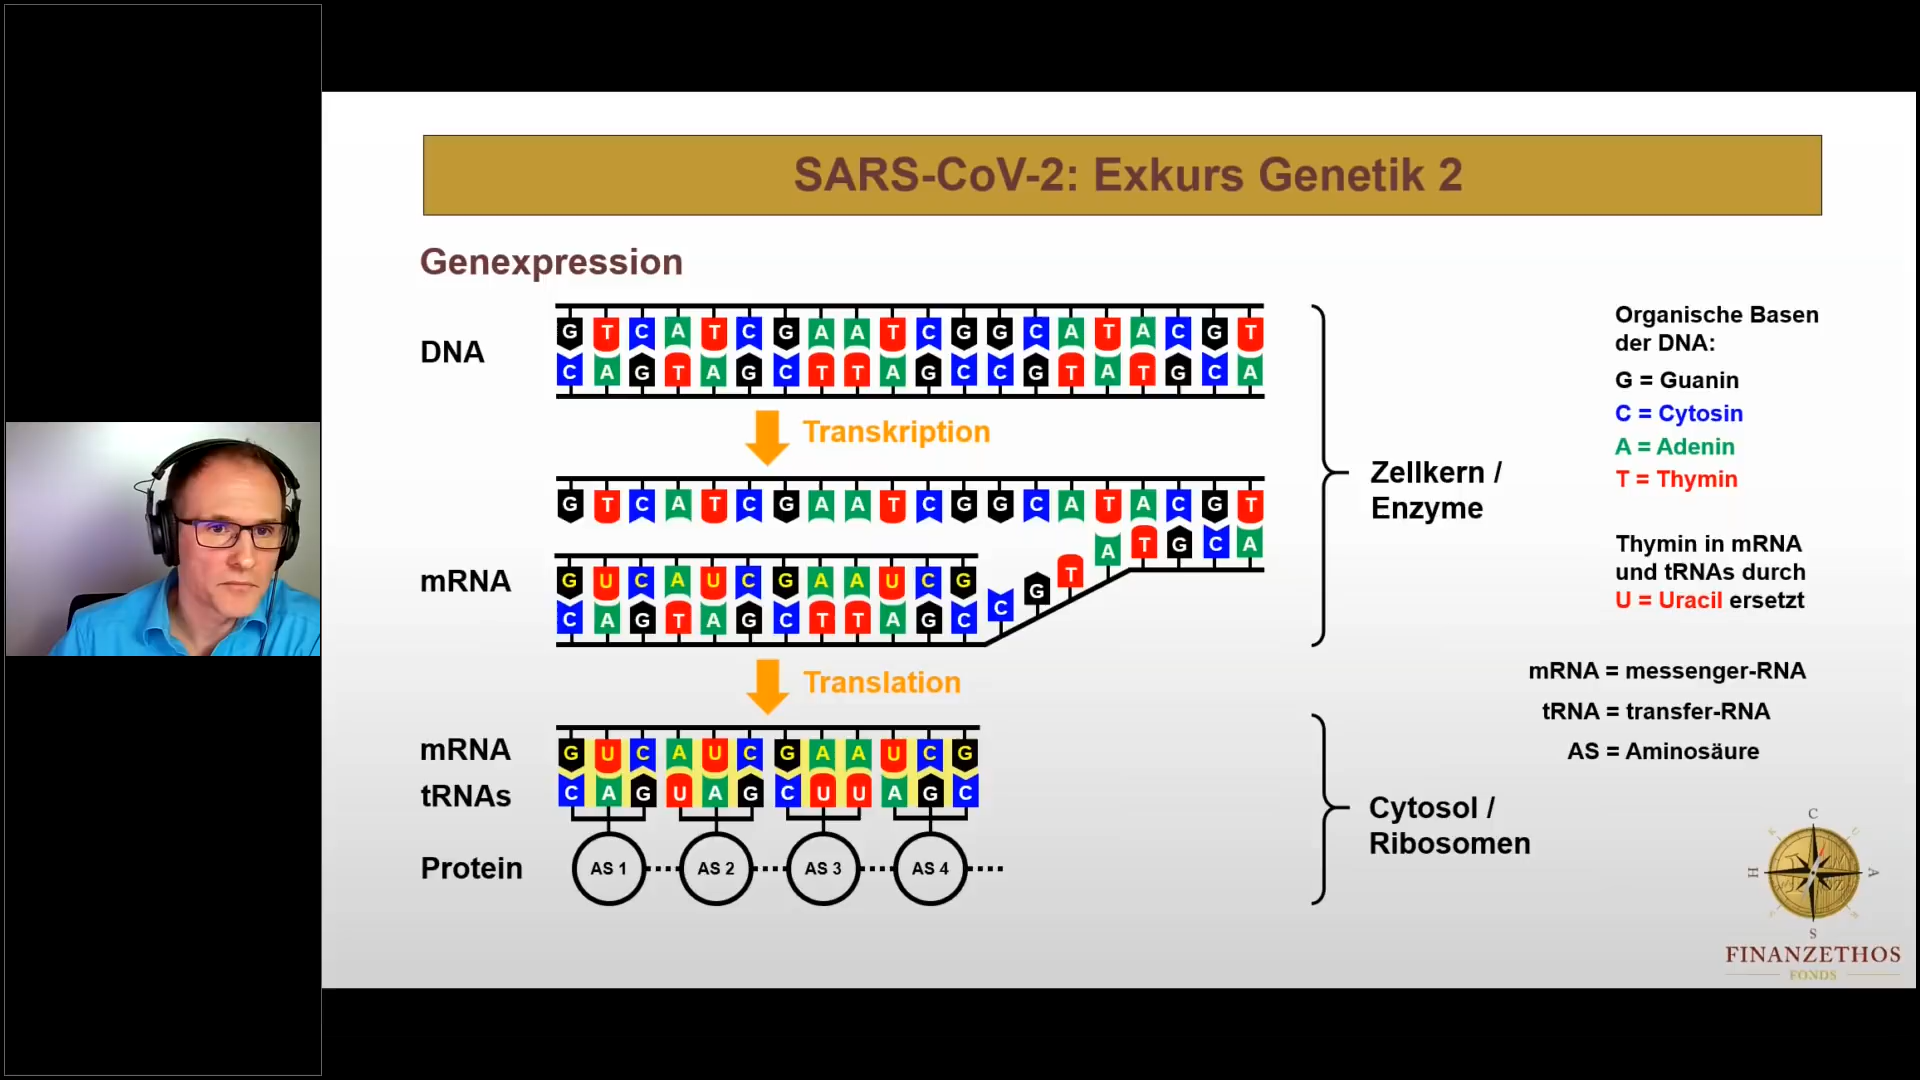 SARS-CoV-2: Exkurs Genetik 2
Genexpression
DNA
G T C A T C G A A T C G G C A T A C G T
C A G T A G C T T A G C C G T A T G C A
Transkription
G T C A T C G A A T C G G C A T A C G T
C G T A T G C A
mRNA
G U C A U C G A A U C G
C A G T A G C T T A G C
Translation
mRNA
G U C A U C G A A U C G
tRNAs
C A G U A G C U U A G C
Protein
AS 1 AS 2 AS 3 AS 4
Zellkern /
Enzyme
Cytosol /
Ribosomen
Organische Basen
der DNA:
G = Guanin
C = Cytosin
A = Adenin
T = Thymin
Thymin in mRNA
und tRNAs durch
U = Uracil ersetzt
mRNA = messenger-RNA
tRNA = transfer-RNA
AS = Aminosäure
C
H
A
S
FINANZETHOS
FONDS